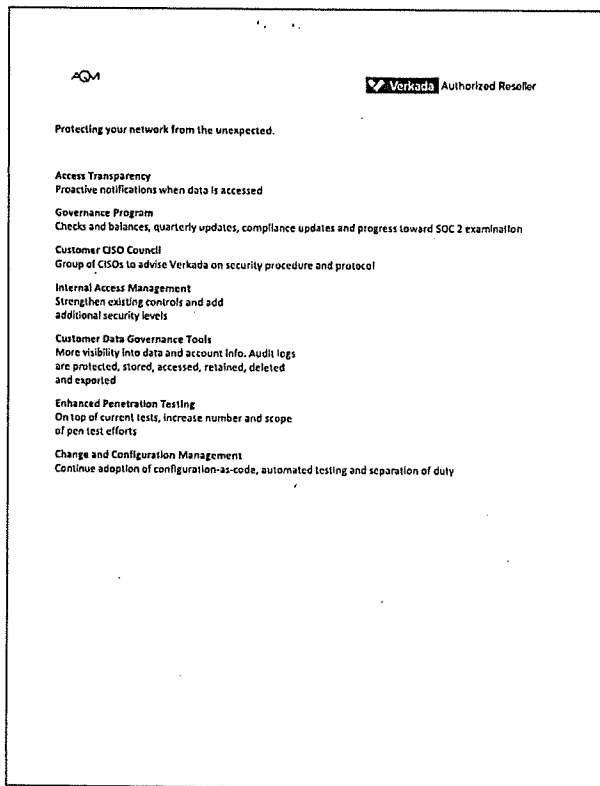 AQM
Verkada Authorized Reseller
Protecting your network from the unexpected.
Access Transparency
Proactive notifications when data is accessed
Governance Program
Checks and balances, quarterly updates, compliance updates and progress toward SOC 2 examination
Customer CISO Council
Group of CISOs to advise Verkada on security procedure and protocol
Internal Access Management
Strengthen existing controls and add
additional security levels
Customer Data Governance Tools
More visibility into data and account info. Audit logs
are protected, stored, accessed, retained, deleted
and exported
Enhanced Penetration Testing
On top of current tests, increase number and scope
of pen test efforts
Change and Configuration Management
Continue adoption of configuration-as-code, automated testing and separation of duty